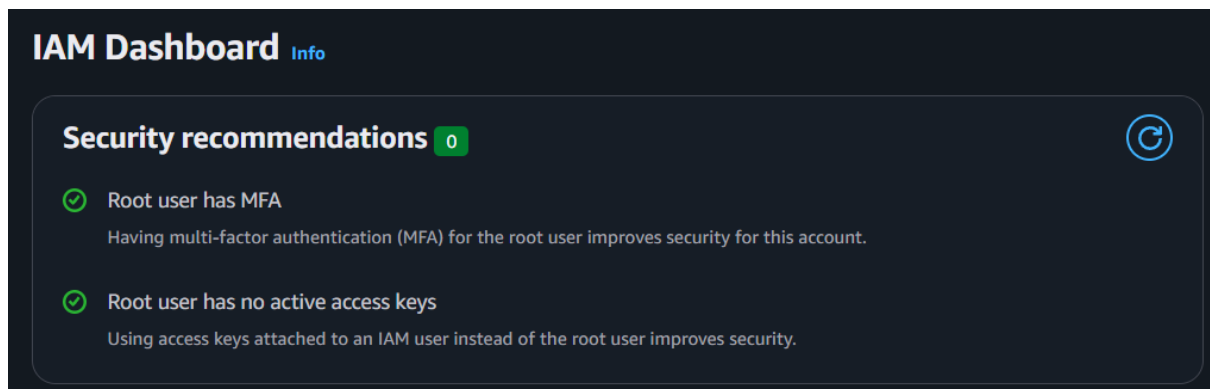 IAM Dashboard Info
Security recommendations 0
Root user has MFA
Having multi-factor authentication (MFA) for the root user improves security for this account.
Root user has no active access keys
Using access keys attached to an IAM user instead of the root user improves security.